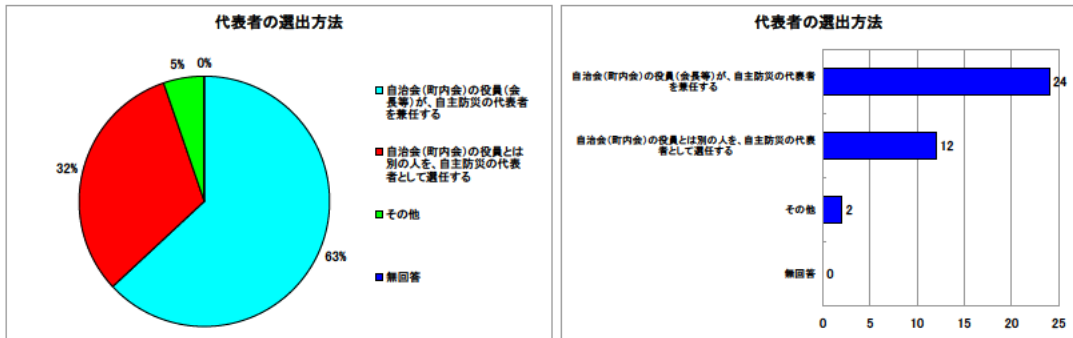 代表者の選出方法
5%
0%
32%
63%
自治会(町内会)の役員(会
長等)が、自主防災の代表者
を兼任する
自治会(町内会)の役員とは
別の人を、自主防災の代表
者として選任する
その他
無回答
代表者の選出方法
自治会(町内会)の役員(会長等)が、自主防災の代表者
を兼任する
24
自治会(町内会)の役員とは別の人を、自主防災の代表
者として選任する
12
その他
2
無回答
0
0 5 10 15 20 25